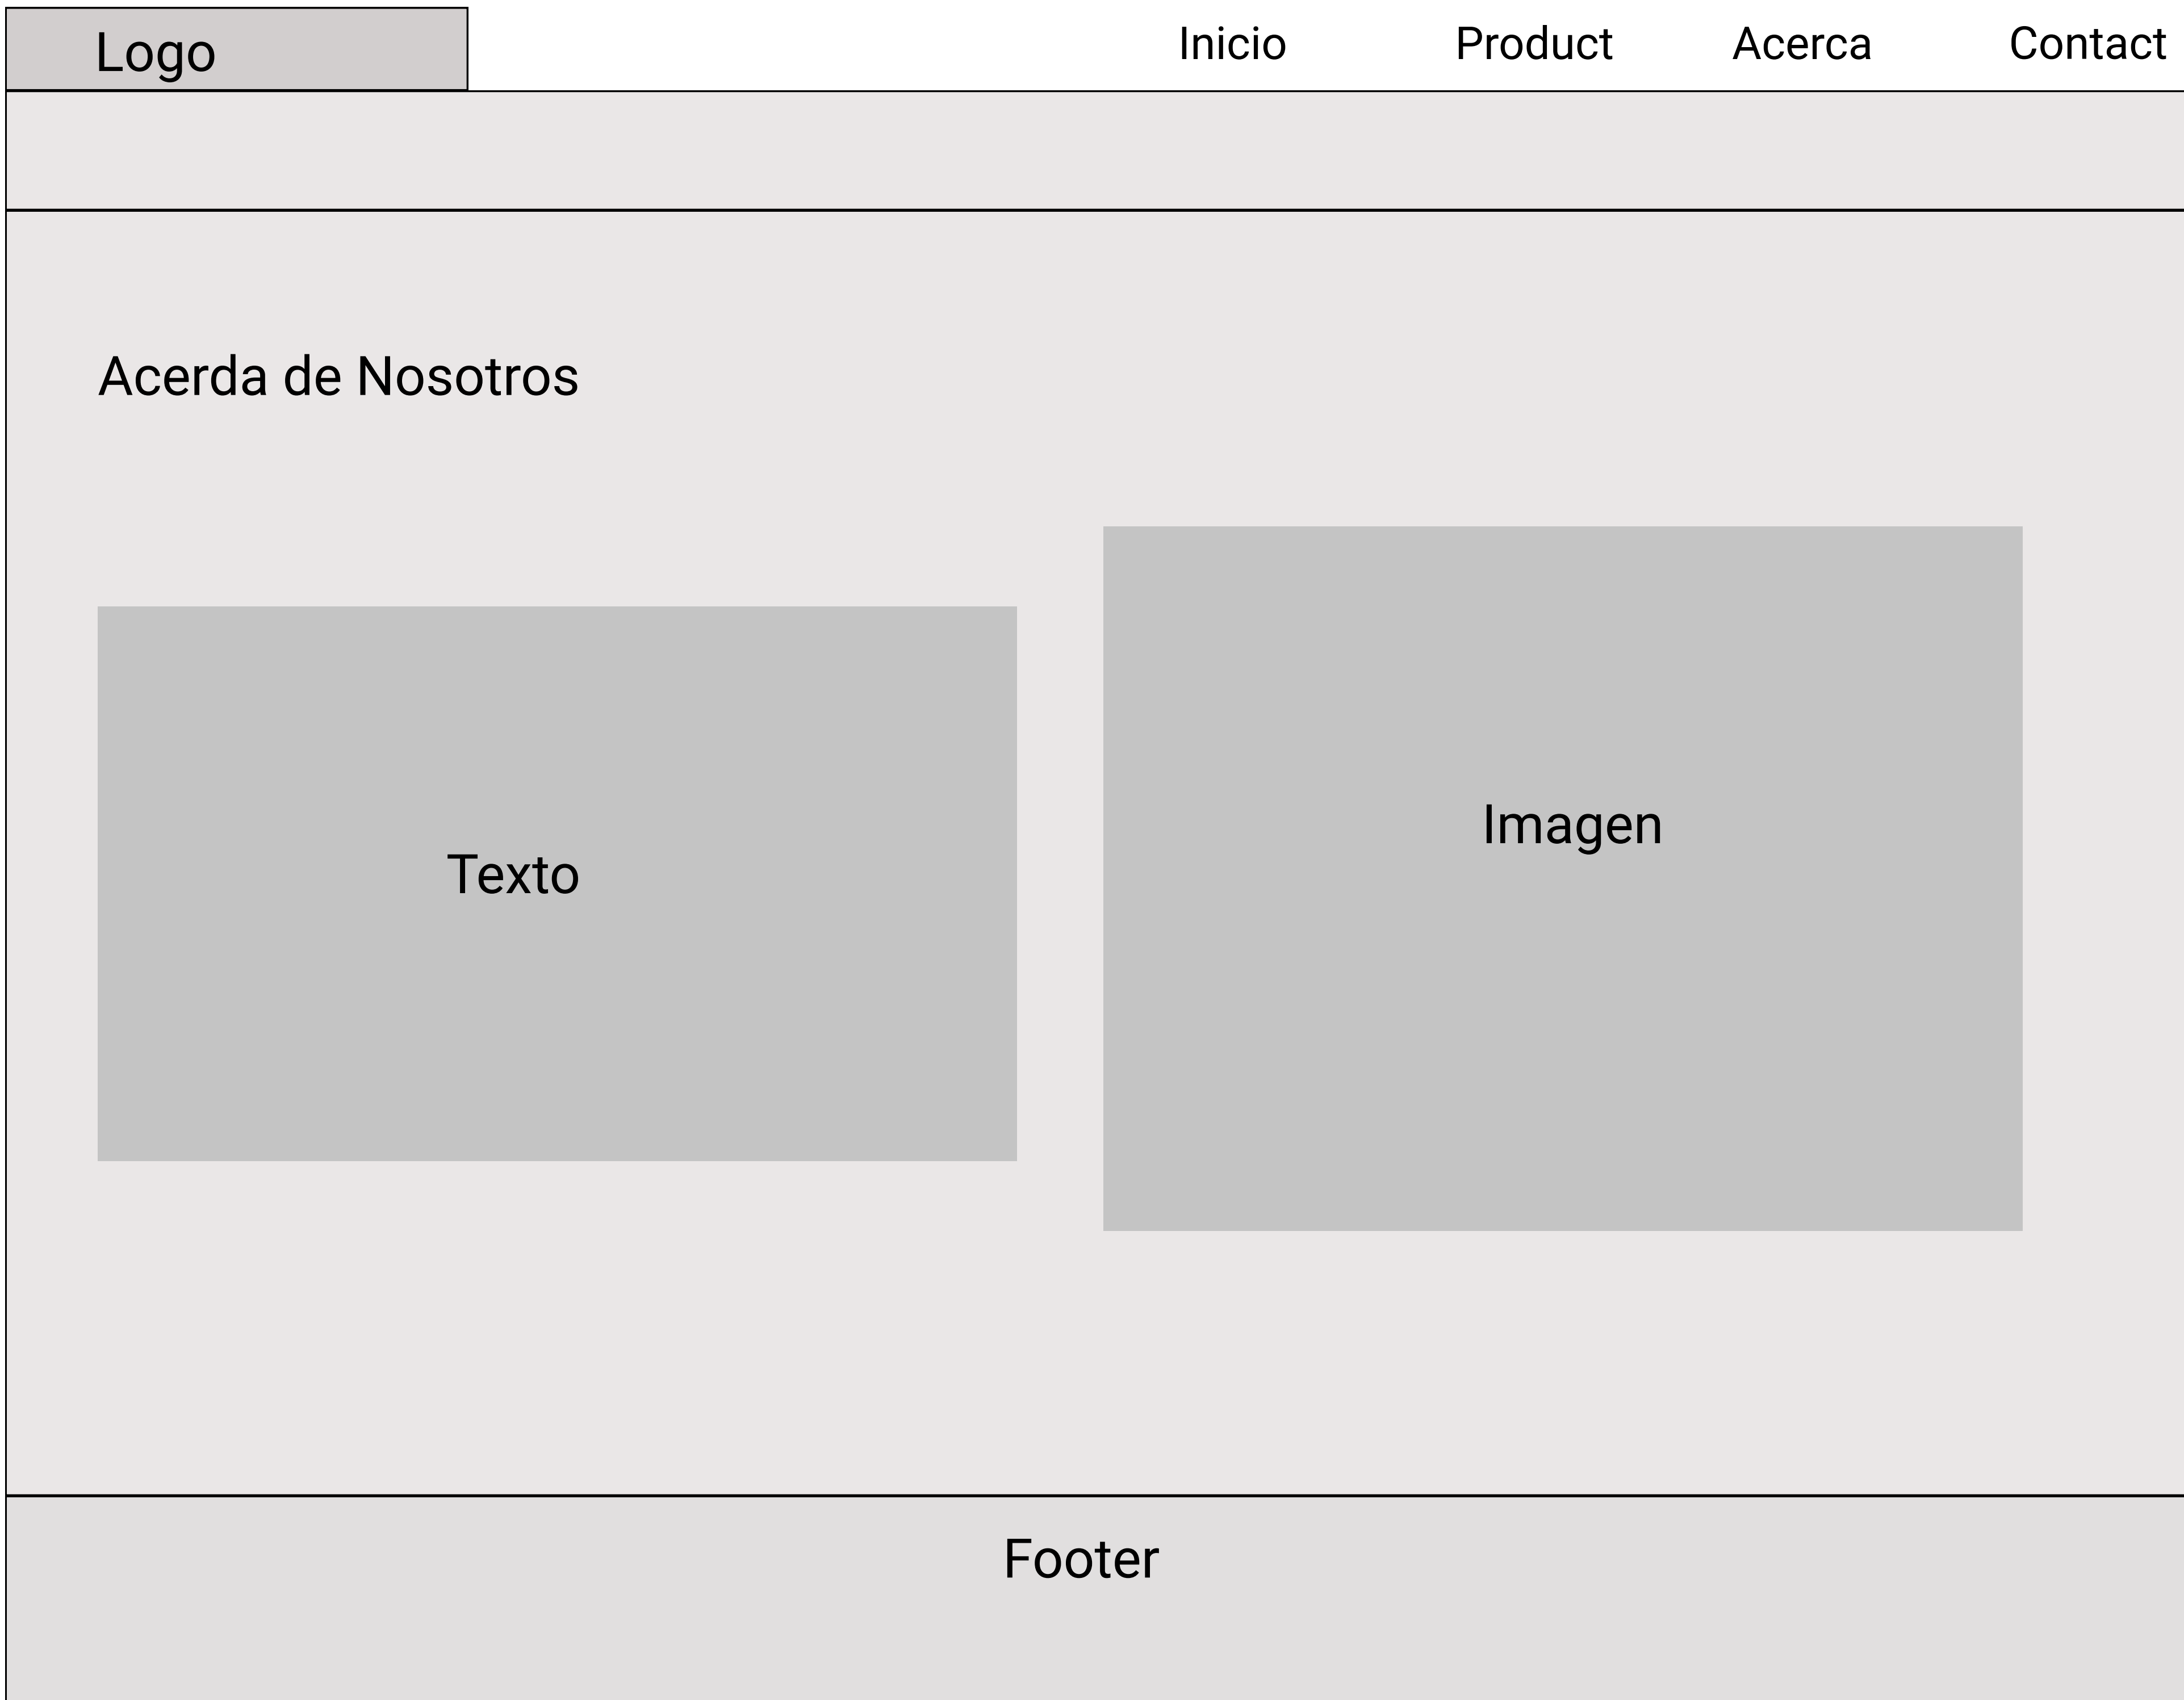 Logo
Inicio Product Acerca Contact
Acerda de Nosotros
Imagen
Texto
Footer